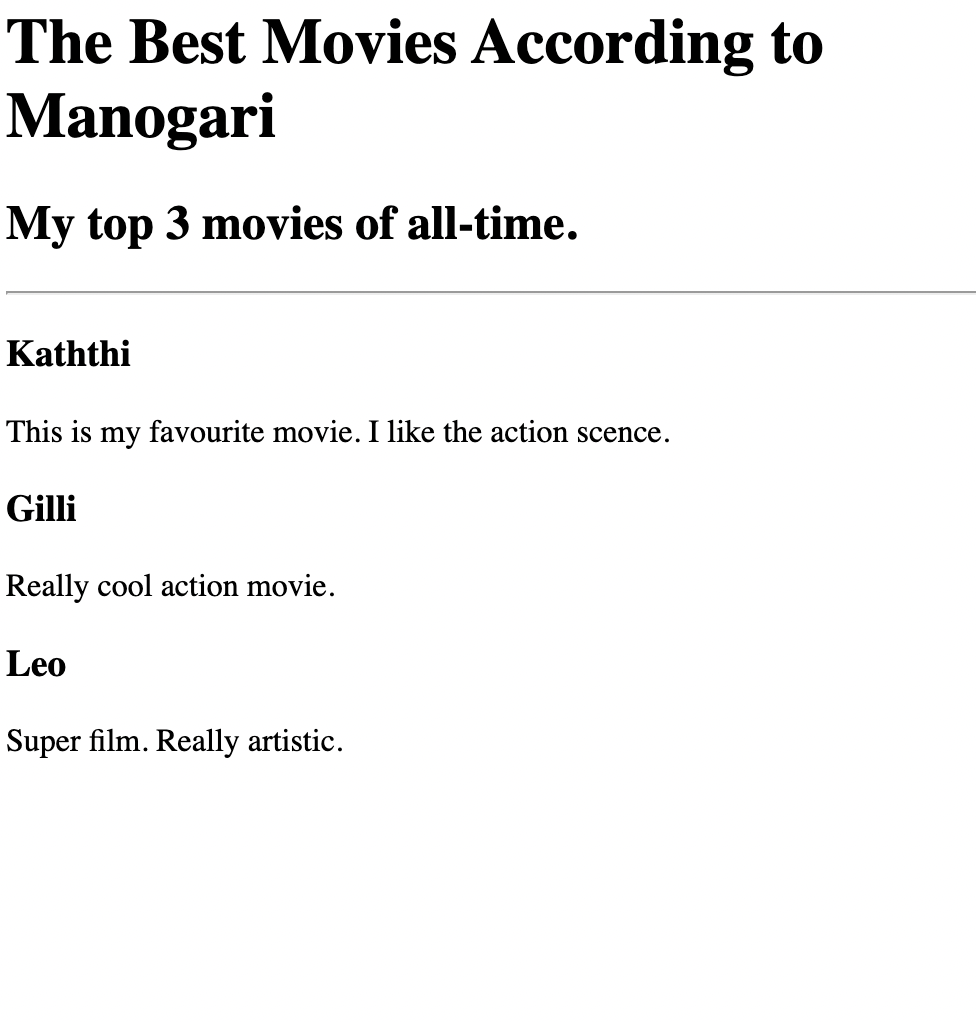 The Best Movies According to
Manogari
My top 3 movies of all-time.
Kaththi
This is my favourite movie. I like the action scence.
Gilli
Really cool action movie.
Leo
Super film. Really artistic.